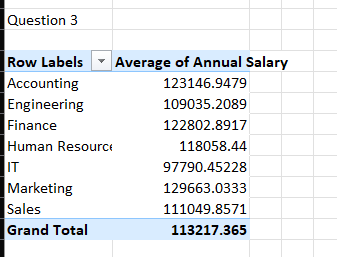 Question 3
Row Labels Average of Annual Salary
Accounting 123146.9479
Engineering 109035.2089
Finance 122802.8917
Human Resource 118058.44
IT 97790.45228
Marketing 129663.0333
Sales 111049.8571
Grand Total 113217.365